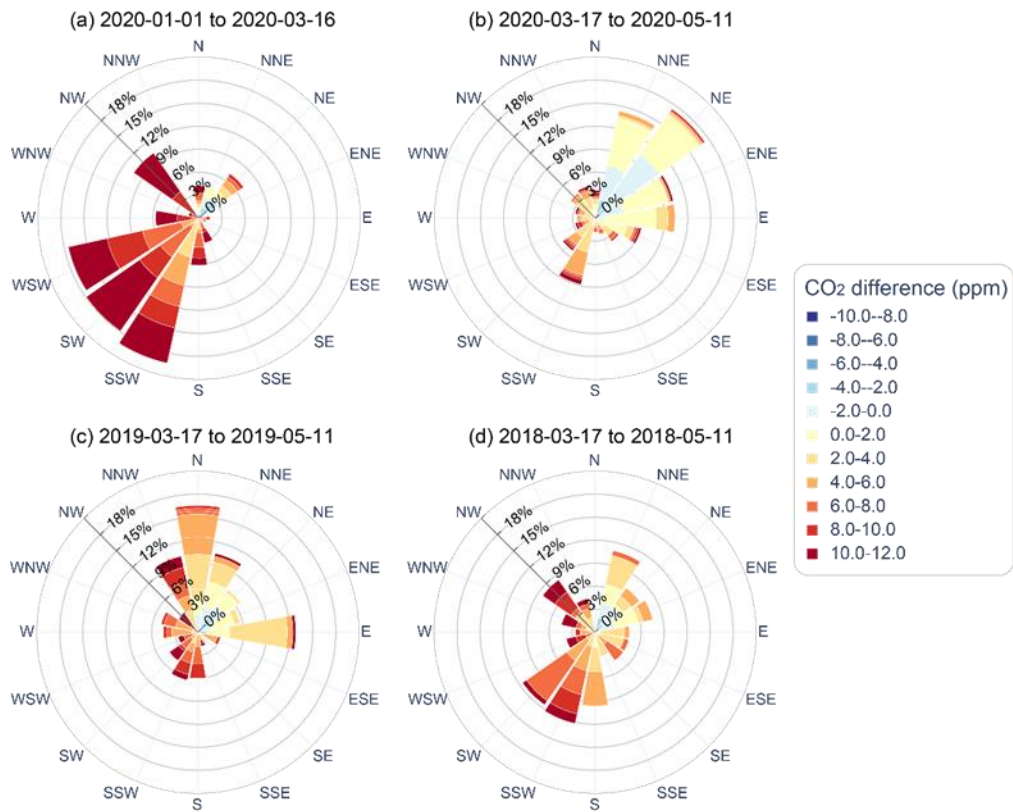 (a) 2020-01-01 to 2020-03-16
N
NNW
NNE
NW
NE
18%
15%
12%
9%
6%
3%
0%
WNW
ENE
W
E
WSW
ESE
SW
SE
SSW
SSE
S
(b) 2020-03-17 to 2020-05-11
N
NNW
NNE
NW
NE
18%
15%
12%
9%
6%
3%
0%
WNW
ENE
W
E
WSW
ESE
SW
SE
SSW
SSE
S
(c) 2019-03-17 to 2019-05-11
N
NNW
NNE
NW
NE
18%
15%
12%
9%
6%
3%
0%
WNW
ENE
W
E
WSW
ESE
SW
SE
SSW
SSE
S
(d) 2018-03-17 to 2018-05-11
N
NNW
NNE
NW
NE
18%
15%
12%
9%
6%
3%
0%
WNW
ENE
W
E
WSW
ESE
SW
SE
SSW
SSE
S
CO₂ difference (ppm)
-10.0--8.0
-8.0--6.0
-6.0--4.0
-4.0--2.0
-2.0-0.0
0.0-2.0
2.0-4.0
4.0-6.0
6.0-8.0
8.0-10.0
10.0-12.0